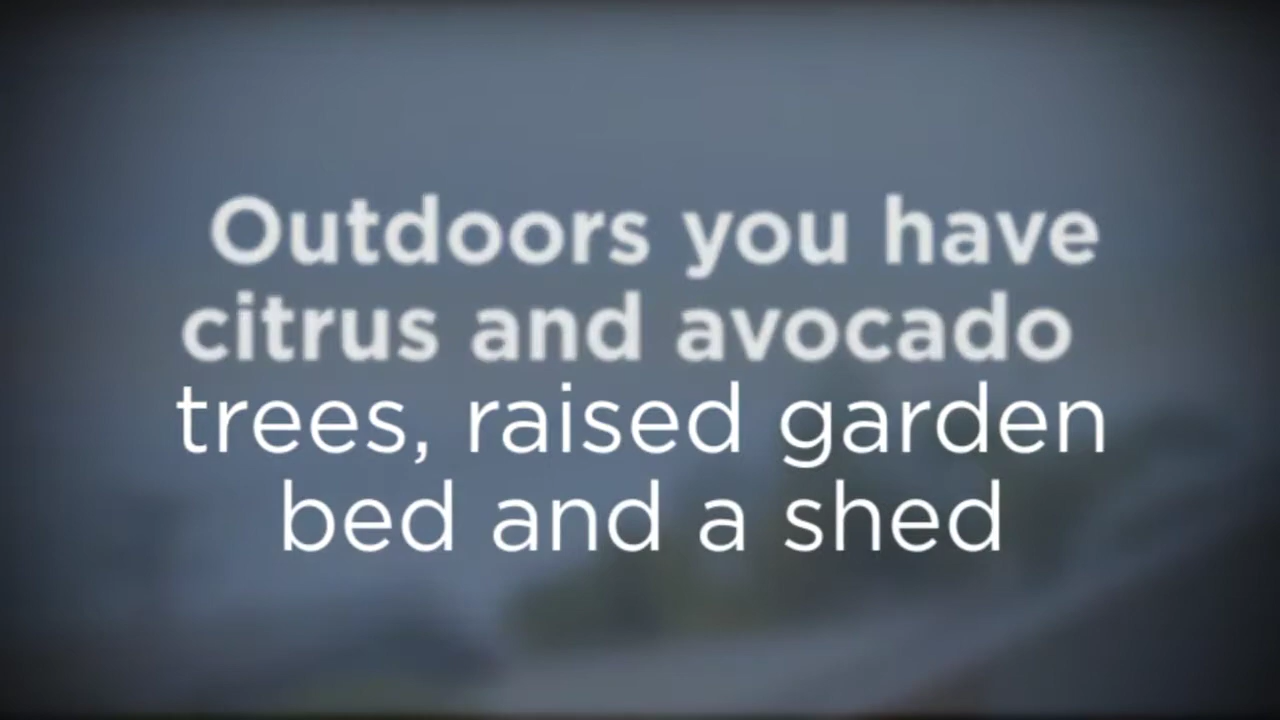 Outdoors you have
citrus and avocado
trees, raised garden
bed and a shed